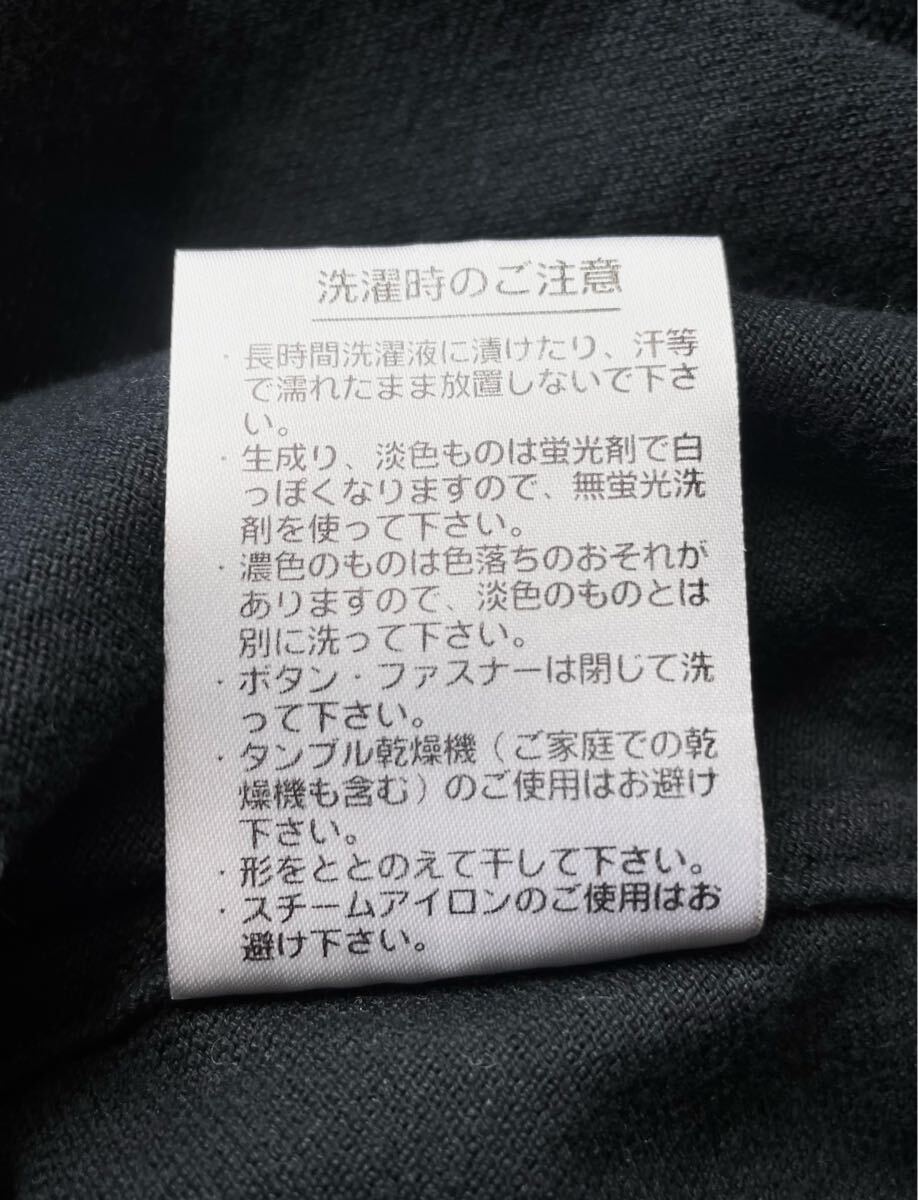 洗濯時のご注意
・長時間洗濯液に漬けたり、汗等
で濡れたまま放置しないで下さ
い。
・生成り、淡色ものは蛍光剤で白
っぽくなりますので、無蛍光洗
剤を使って下さい。
・濃色のものは色落ちのおそれが
ありますので、淡色のものとは
別に洗って下さい。
・ボタン・ファスナーは閉じて洗
って下さい。
・タンブル乾燥機（ご家庭での乾
燥機も含む）のご使用はお避け
下さい。
・形をととのえて干して下さい。
・スチームアイロンのご使用はお
避け下さい。